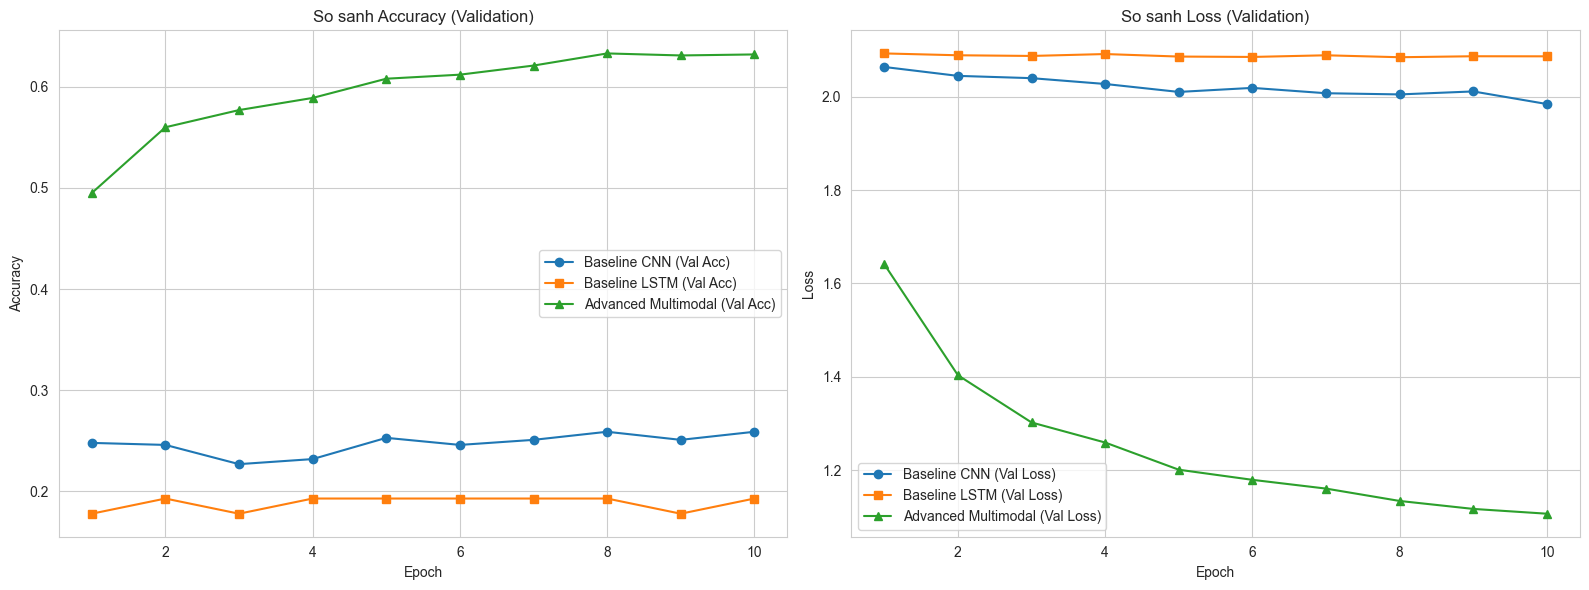 So sanh Accuracy (Validation)
Accuracy
0.6
0.5
0.4
0.3
0.2
Baseline CNN (Val Acc)
Baseline LSTM (Val Acc)
Advanced Multimodal (Val Acc)
2 4 6 8 10
Epoch
So sanh Loss (Validation)
Loss
2.0
1.8
1.6
1.4
1.2
Baseline CNN (Val Loss)
Baseline LSTM (Val Loss)
Advanced Multimodal (Val Loss)
2 4 6 8 10
Epoch